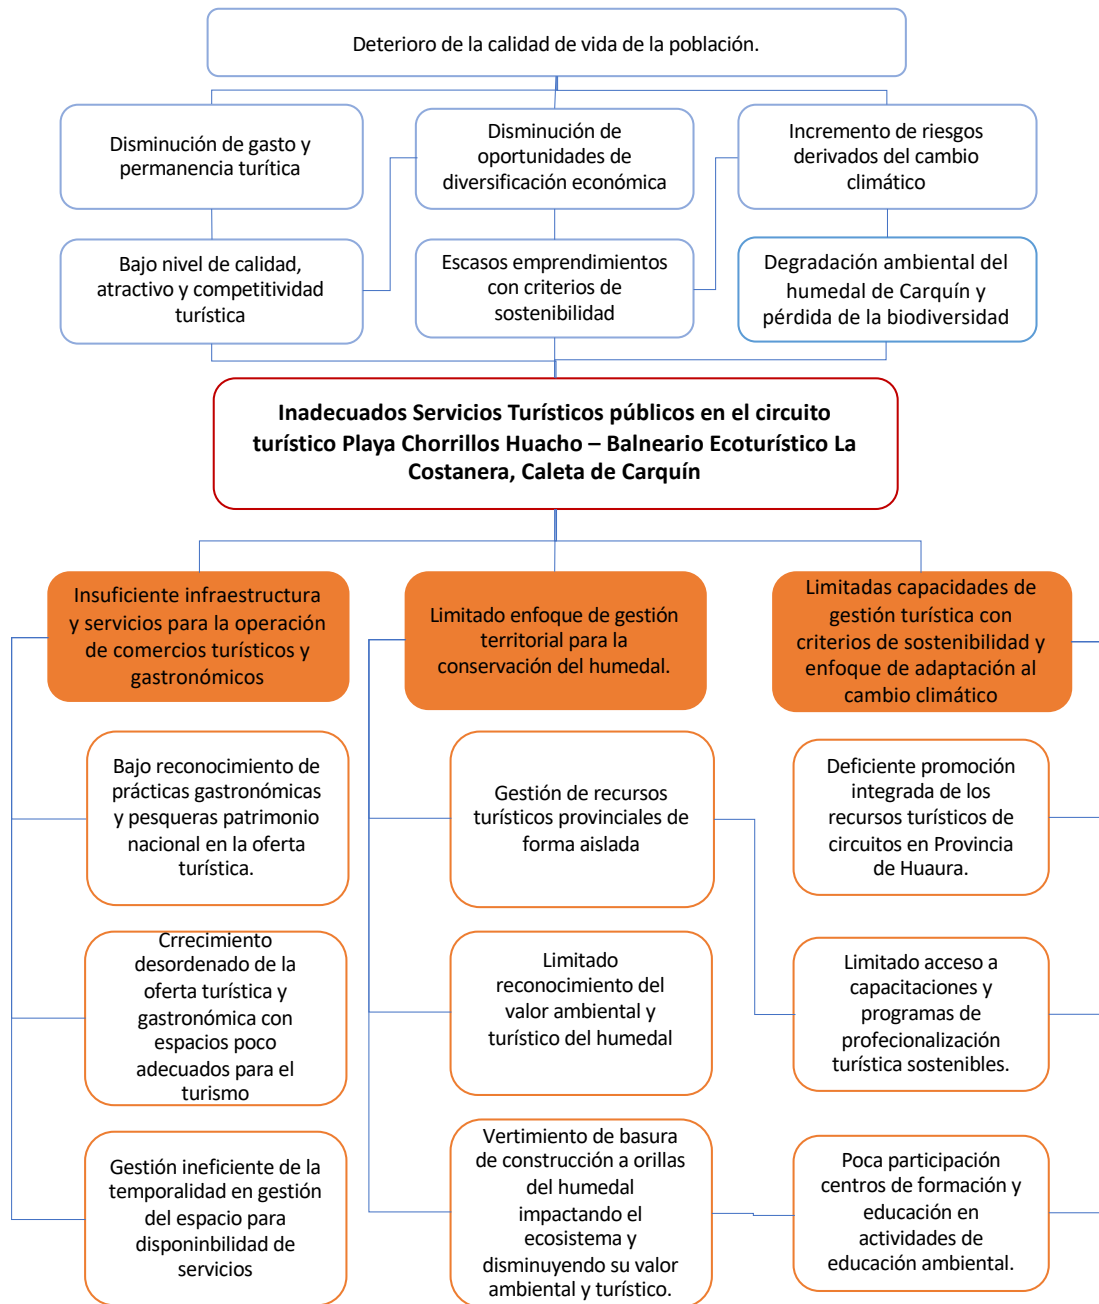 Deterioro de la calidad de vida de la población.
Disminución de gasto y
permanencia turítica
Disminución de
oportunidades de
diversificación económica
Incremento de riesgos
derivados del cambio
climático
Bajo nivel de calidad,
atractivo y competitividad
turística
Escasos emprendimientos
con criterios de
sostenibilidad
Degradación ambiental del
humedal de Carquín y
pérdida de la biodiversidad
Inadecuados Servicios Turísticos públicos en el circuito
turístico Playa Chorrillos Huacho – Balneario Ecoturístico La
Costanera, Caleta de Carquín
Insuficiente infraestructura
y servicios para la operación
de comercios turísticos y
gastronómicos
Limitado enfoque de gestión
territorial para la
conservación del humedal.
Limitadas capacidades de
gestión turística con
criterios de sostenibilidad y
enfoque de adaptación al
cambio climático
Bajo reconocimiento de
prácticas gastronómicas
y pesqueras patrimonio
nacional en la oferta
turística.
Gestión de recursos
turísticos provinciales de
forma aislada
Deficiente promoción
integrada de los
recursos turísticos de
circuitos en Provincia
de Huaura.
Crrecimiento
desordenado de la
oferta turística y
gastronómica con
espacios poco
adecuados para el
turismo
Limitado
reconocimiento del
valor ambiental y
turístico del humedal
Limitado acceso a
capacitaciones y
programas de
profecionalización
turística sostenibles.
Gestión ineficiente de la
temporalidad en gestión
del espacio para
disponinbilidad de
servicios
Vertimiento de basura
de construcción a orillas
del humedal
impactando el
ecosistema y
disminuyendo su valor
ambiental y turístico.
Poca participación
centros de formación y
educación en
actividades de
educación ambiental.